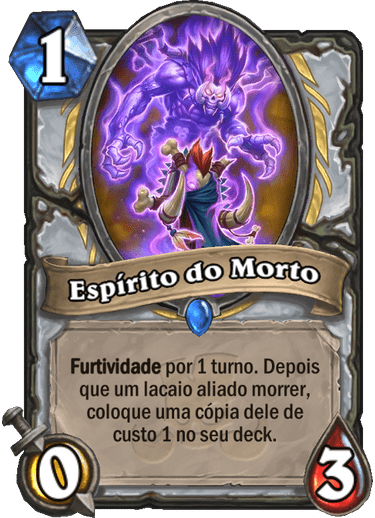 1
Espírito do Morto
Furtividade por 1 turno. Depois
que um lacaio aliado morrer,
coloque uma cópia dele de
custo 1 no seu deck.
0
3